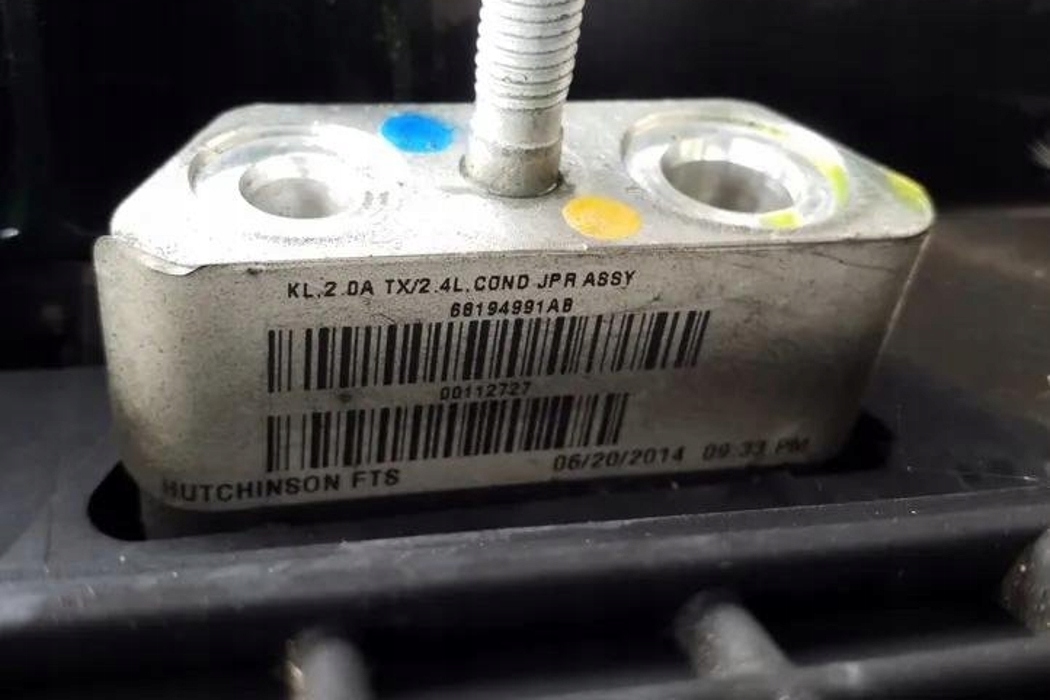 KL,2.0A TX/2.4L,COND JPR ASSY
68194991AB
00112727
06/20/2014 09:33 PM
HUTCHINSON FTS